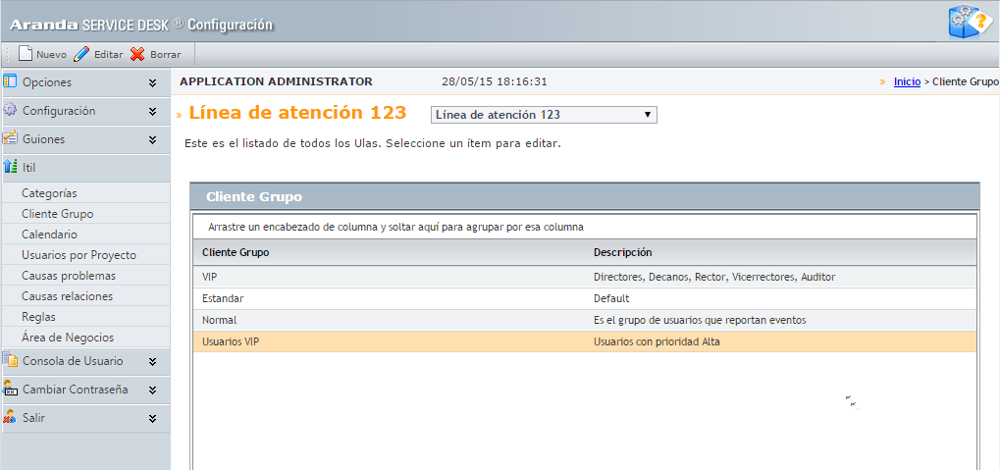 Aranda SERVICE DESK ® Configuración
Nuevo Editar Borrar
Opciones
Configuración
Guiones
Itil
Categorías
Cliente Grupo
Calendario
Usuarios por Proyecto
Causas problemas
Causas relaciones
Reglas
Área de Negocios
Consola de Usuario
Cambiar Contraseña
Salir
APPLICATION ADMINISTRATOR 28/05/15 18:16:31 » Inicio > Cliente Grupo
» Línea de atención 123 Línea de atención 123
Este es el listado de todos los Ulas. Seleccione un ítem para editar.
Cliente Grupo
Arrastre un encabezado de columna y soltar aquí para agrupar por esa columna
Cliente Grupo Descripción
VIP Directores, Decanos, Rector, Vicerrectores, Auditor
Estandar Default
Normal Es el grupo de usuarios que reportan eventos
Usuarios VIP Usuarios con prioridad Alta